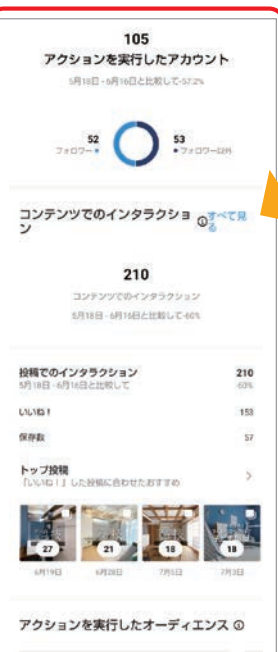 105
アクションを実行したアカウント
5月18日 - 6月16日と比較して-57.2%
52
フォロワー
53
フォロワー以外
コンテンツでのインタラクショ
ン
すべて見
る
210
コンテンツでのインタラクション
5月18日 - 6月16日と比較して-60%
投稿でのインタラクション 210
5月18日 - 6月16日と比較して -60%
いいね！ 153
保存数 57
トップ投稿
「いいね！」した投稿に合わせたおすすめ
27 21 18 18
6月19日 6月28日 7月5日 7月3日
アクションを実行したオーディエンス